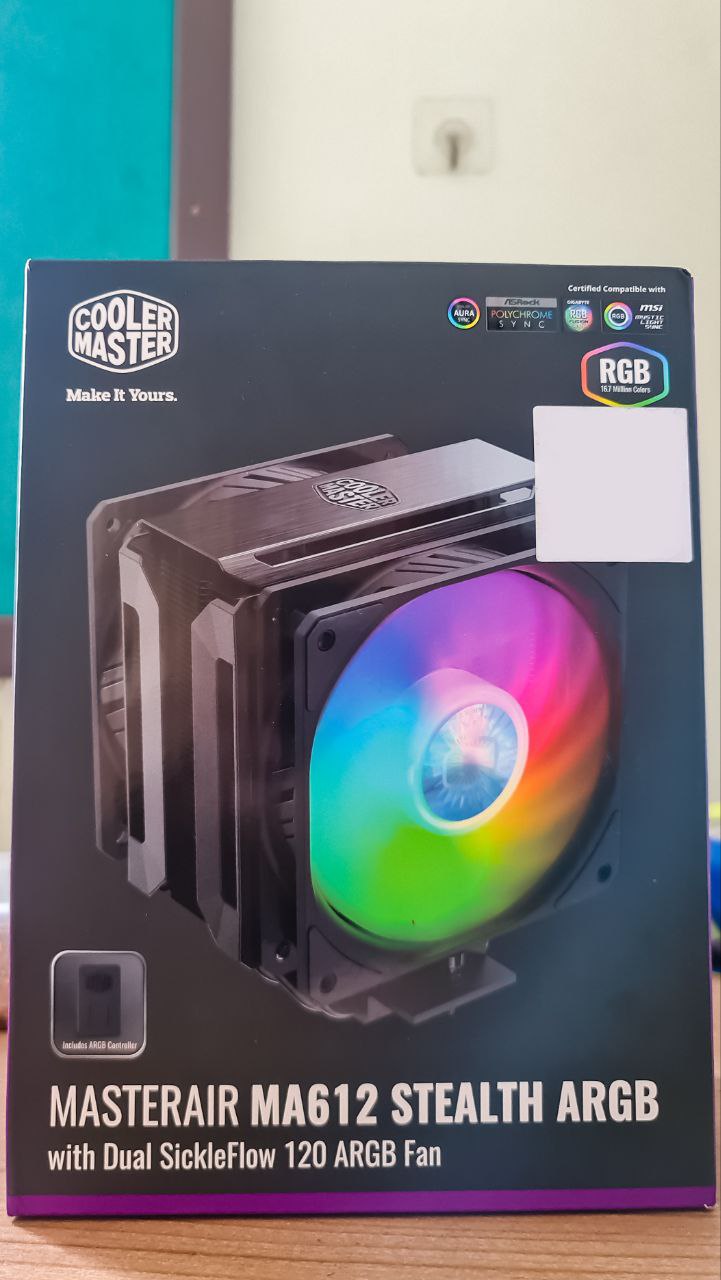 Certified Compatible with
COOLER
MASTER
AURA
SYNC
ASRock
POLYCHROME
SYNC
GIGABYTE
RGB
FUSION
RGB
msi
MYSTIC
LIGHT
SYNC
Make It Yours.
RGB
16.7 Million Colors
COOLER
MASTER
Includes ARGB Controller
MASTERAIR MA612 STEALTH ARGB
with Dual SickleFlow 120 ARGB Fan